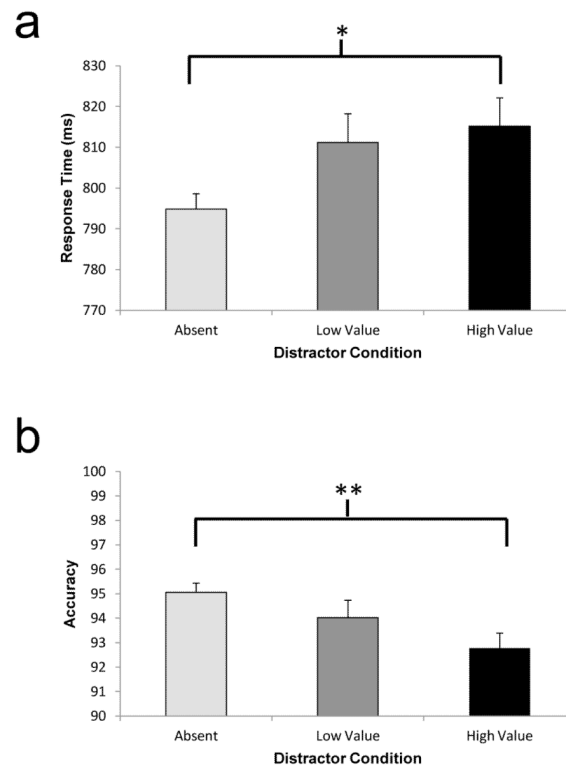 a
*
830
820
810
800
790
780
770
Response Time (ms)
Absent Low Value High Value
Distractor Condition
b
**
100
99
98
97
96
95
94
93
92
91
90
Accuracy
Absent Low Value High Value
Distractor Condition